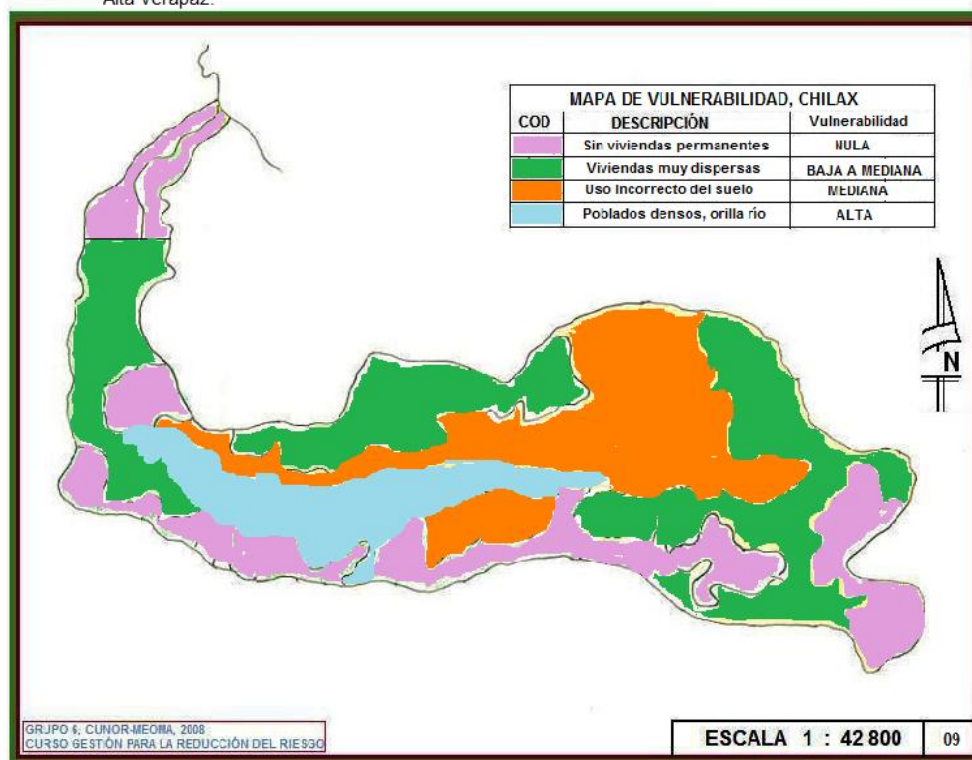 Alta Verapaz.
MAPA DE VULNERABILIDAD, CHILAX
COD DESCRIPCIÓN Vulnerabilidad
Sin viviendas permanentes NULA
Viviendas muy dispersas BAJA A MEDIANA
Uso Incorrecto del suelo MEDIANA
Poblados densos, orilla río ALTA
N
GRUPO 6, CUNOR-MEOMA, 2008
CURSO GESTIÓN PARA LA REDUCCIÓN DEL RIESGO
ESCALA 1 : 42 800 09